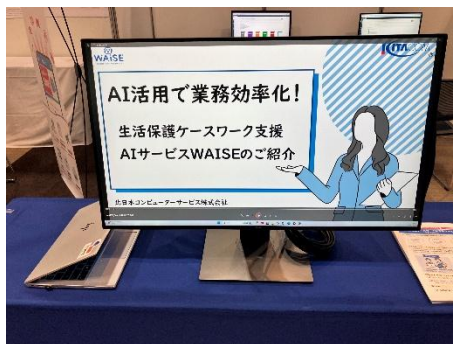 WAISE
KITA.COM
AI活用で業務効率化！
生活保護ケースワーク支援
AIサービスWAISEのご紹介
北日本コンピューターサービス株式会社